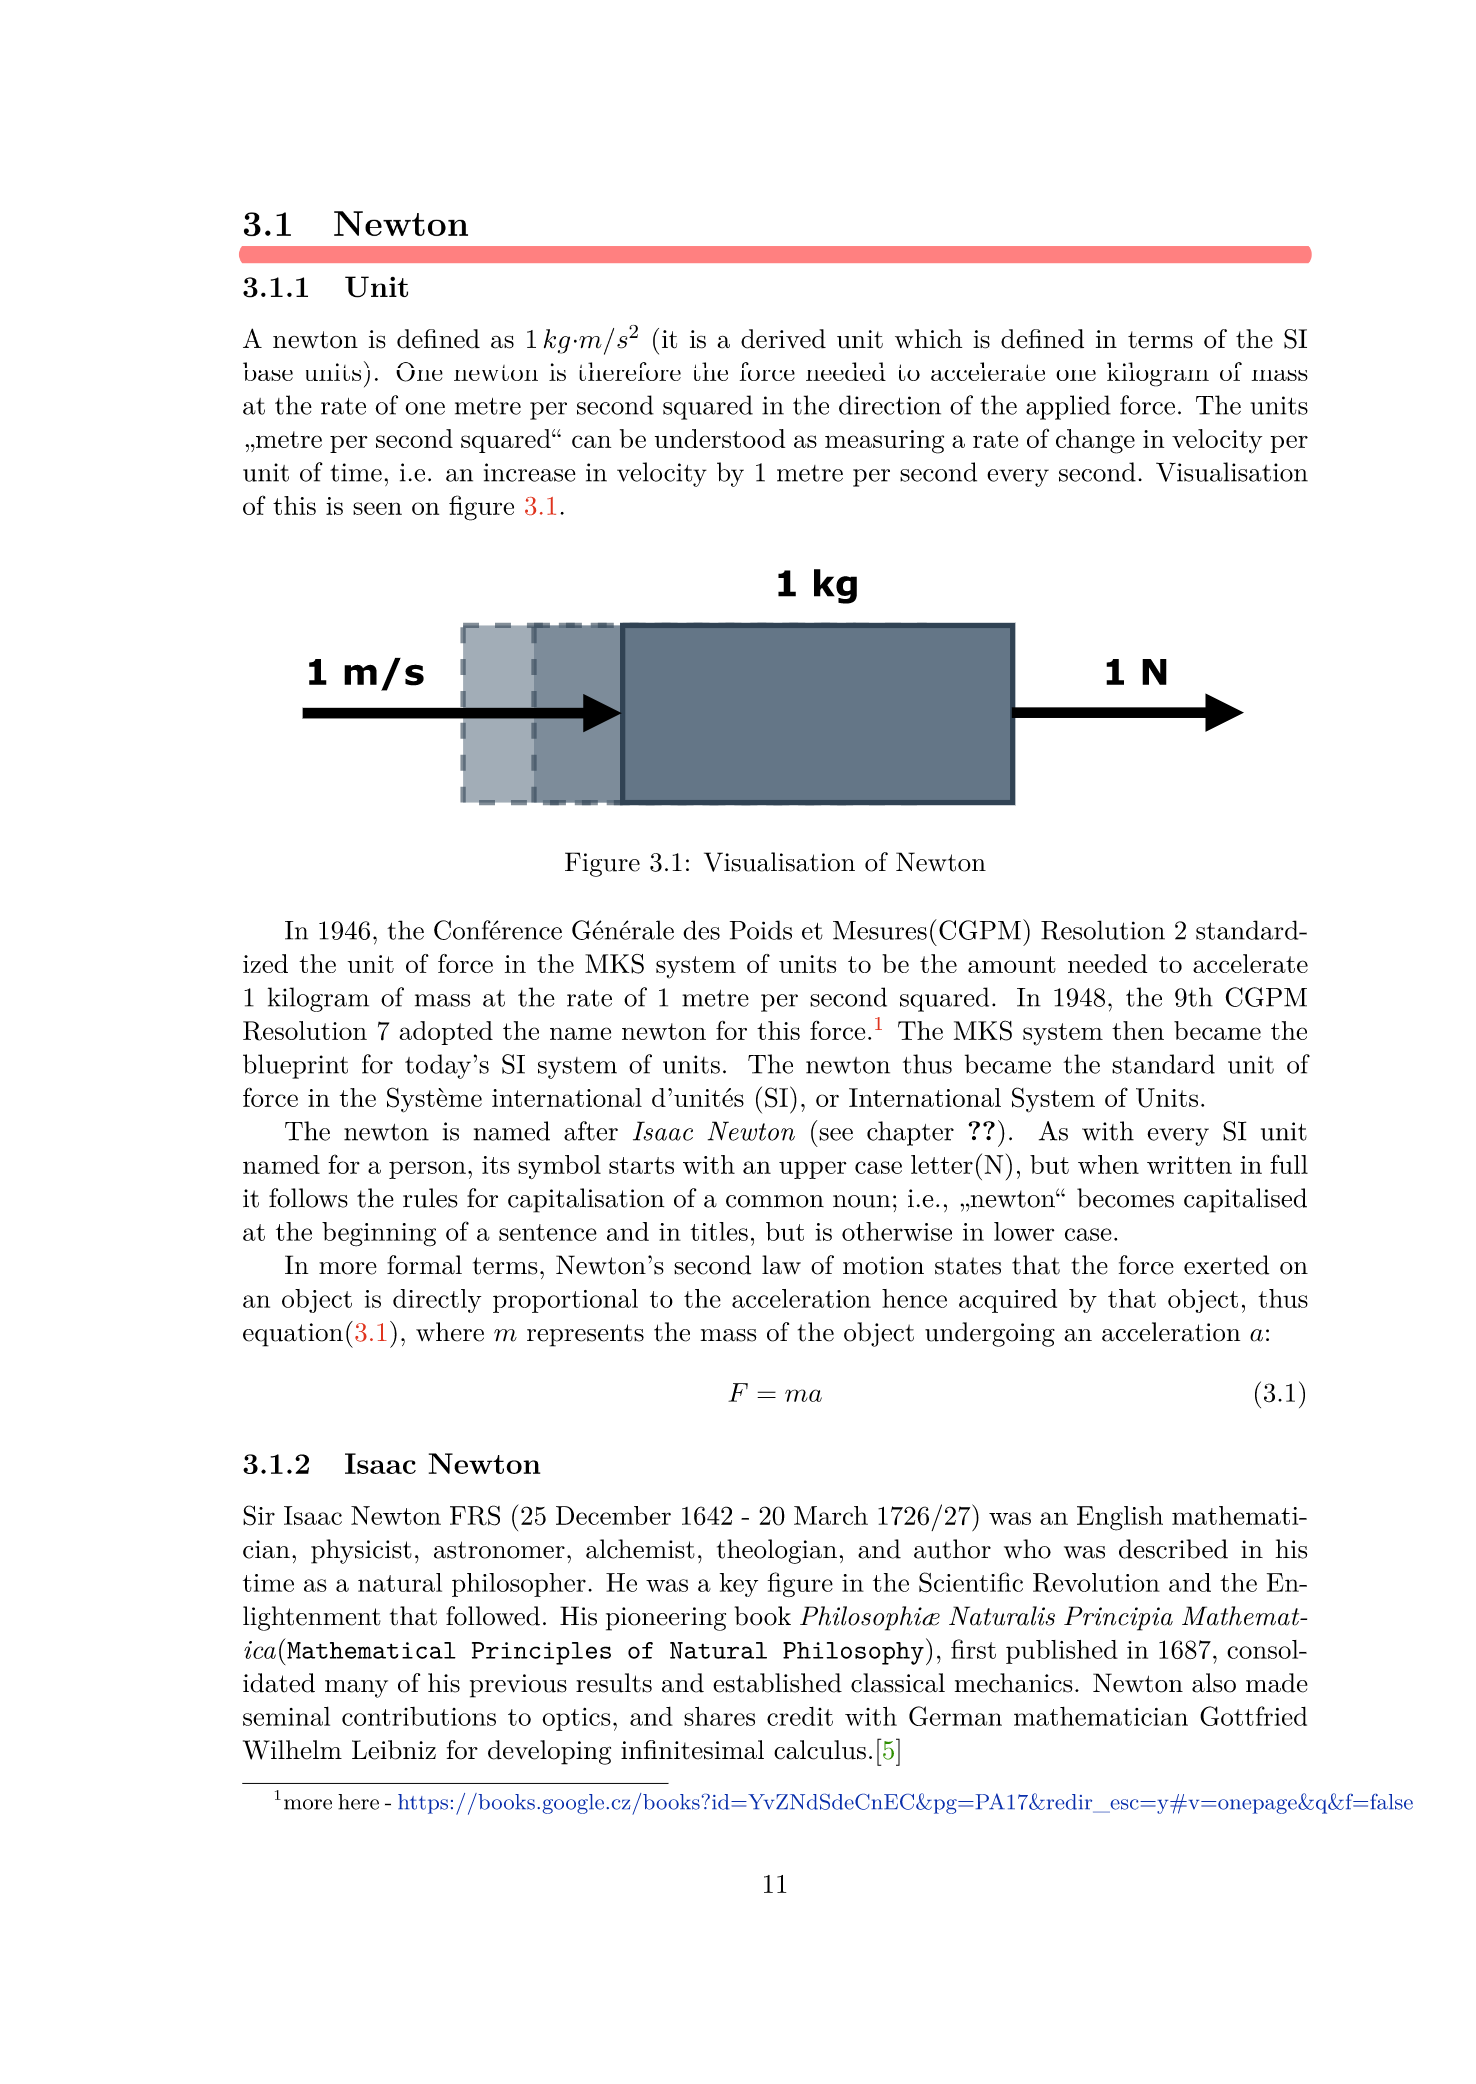 3.1 Newton
3.1.1 Unit
A newton is defined as 1 kg·m/s² (it is a derived unit which is defined in terms of the SI
base units). One newton is therefore the force needed to accelerate one kilogram of mass
at the rate of one metre per second squared in the direction of the applied force. The units
„metre per second squared“ can be understood as measuring a rate of change in velocity per
unit of time, i.e. an increase in velocity by 1 metre per second every second. Visualisation
of this is seen on figure 3.1.
1 kg
1 m/s
1 N
Figure 3.1: Visualisation of Newton
In 1946, the Conférence Générale des Poids et Mesures(CGPM) Resolution 2 standard-
ized the unit of force in the MKS system of units to be the amount needed to accelerate
1 kilogram of mass at the rate of 1 metre per second squared. In 1948, the 9th CGPM
Resolution 7 adopted the name newton for this force.¹ The MKS system then became the
blueprint for today's SI system of units. The newton thus became the standard unit of
force in the Système international d'unités (SI), or International System of Units.
The newton is named after Isaac Newton (see chapter ??). As with every SI unit
named for a person, its symbol starts with an upper case letter(N), but when written in full
it follows the rules for capitalisation of a common noun; i.e., „newton“ becomes capitalised
at the beginning of a sentence and in titles, but is otherwise in lower case.
In more formal terms, Newton's second law of motion states that the force exerted on
an object is directly proportional to the acceleration hence acquired by that object, thus
equation(3.1), where m represents the mass of the object undergoing an acceleration a:
F = ma (3.1)
3.1.2 Isaac Newton
Sir Isaac Newton FRS (25 December 1642 - 20 March 1726/27) was an English mathemati-
cian, physicist, astronomer, alchemist, theologian, and author who was described in his
time as a natural philosopher. He was a key figure in the Scientific Revolution and the En-
lightenment that followed. His pioneering book Philosophiæ Naturalis Principia Mathemat-
ica(Mathematical Principles of Natural Philosophy), first published in 1687, consol-
idated many of his previous results and established classical mechanics. Newton also made
seminal contributions to optics, and shares credit with German mathematician Gottfried
Wilhelm Leibniz for developing infinitesimal calculus.[5]
¹more here - https://books.google.cz/books?id=YvZNdSdeCnEC&pg=PA17&redir_esc=y#v=onepage&q&f=false
11